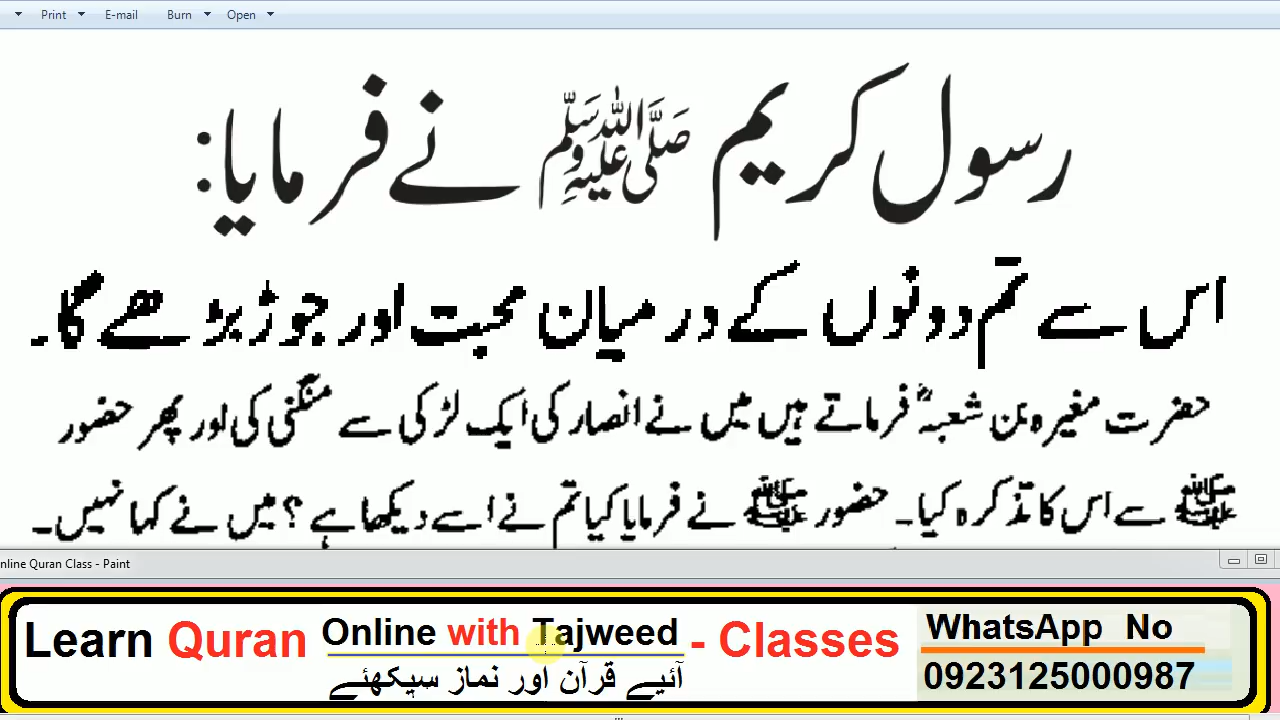 Print E-mail Burn Open
رسول کریم ﷺ نے فرمایا:
اس سے تم دونوں کے درمیان محبت اور جوڑ بڑھے گا۔
حضرت مغیرہ بن شعبہؓ فرماتے ہیں میں نے انصار کی ایک لڑکی سے منگنی کی اور پھر حضور
ﷺ سے اس کا تذکرہ کیا۔ حضور ﷺ نے فرمایا کیا تم نے اسے دیکھا ہے؟ میں نے کہا نہیں۔
nline Quran Class - Paint
Learn Quran Online with Tajweed - Classes
آئیے قرآن اور نماز سیکھئے
WhatsApp No
0923125000987